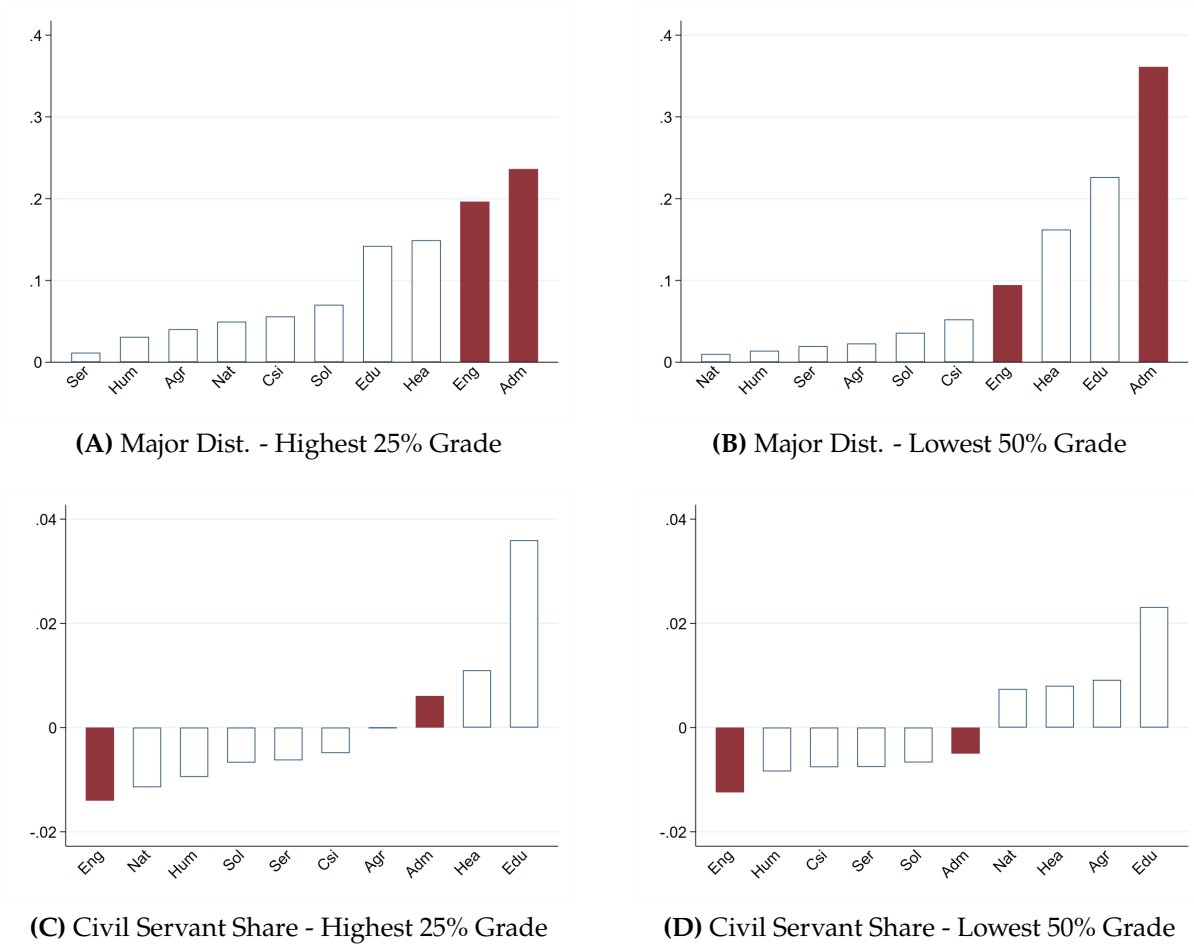 .4
.3
.2
.1
0
Ser Hum Agr Nat Csi Sol Edu Hea Eng Adm
(A) Major Dist. - Highest 25% Grade
.4
.3
.2
.1
0
Nat Hum Ser Agr Sol Csi Eng Hea Edu Adm
(B) Major Dist. - Lowest 50% Grade
.04
.02
0
-.02
Eng Nat Hum Sol Ser Csi Agr Adm Hea Edu
(C) Civil Servant Share - Highest 25% Grade
.04
.02
0
-.02
Eng Hum Csi Ser Sol Adm Nat Hea Agr Edu
(D) Civil Servant Share - Lowest 50% Grade